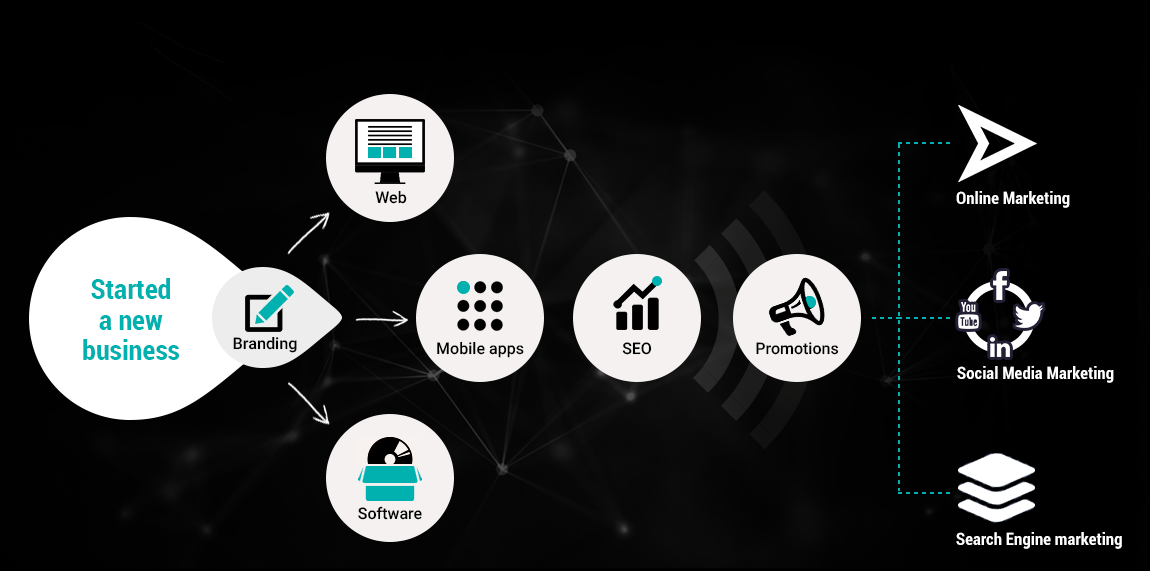 Started
a new
business
Branding
Web
Mobile apps
Software
SEO
Promotions
Online Marketing
f
You
Tube
in
Social Media Marketing
Search Engine marketing